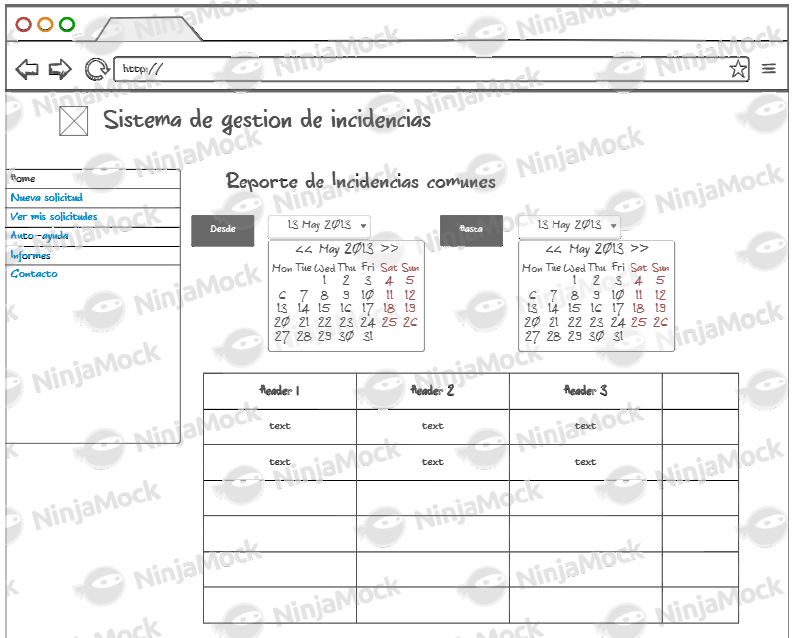 http://
Sistema de gestion de incidencias
Home
Nueva solicitud
Ver mis solicitudes
Auto-ayuda
Informes
Contacto
Reporte de Incidencias comunes
Desde
13 May 2013
<< May 2013 >>
Mon Tue Wed Thu Fri Sat Sun
1 2 3 4 5
6 7 8 9 10 11 12
13 14 15 16 17 18 19
20 21 22 23 24 25 26
27 28 29 30 31
Hasta
13 May 2013
<< May 2013 >>
Mon Tue Wed Thu Fri Sat Sun
1 2 3 4 5
6 7 8 9 10 11 12
13 14 15 16 17 18 19
20 21 22 23 24 25 26
27 28 29 30 31
Header 1 Header 2 Header 3
text text text
text text text
NinjaMock